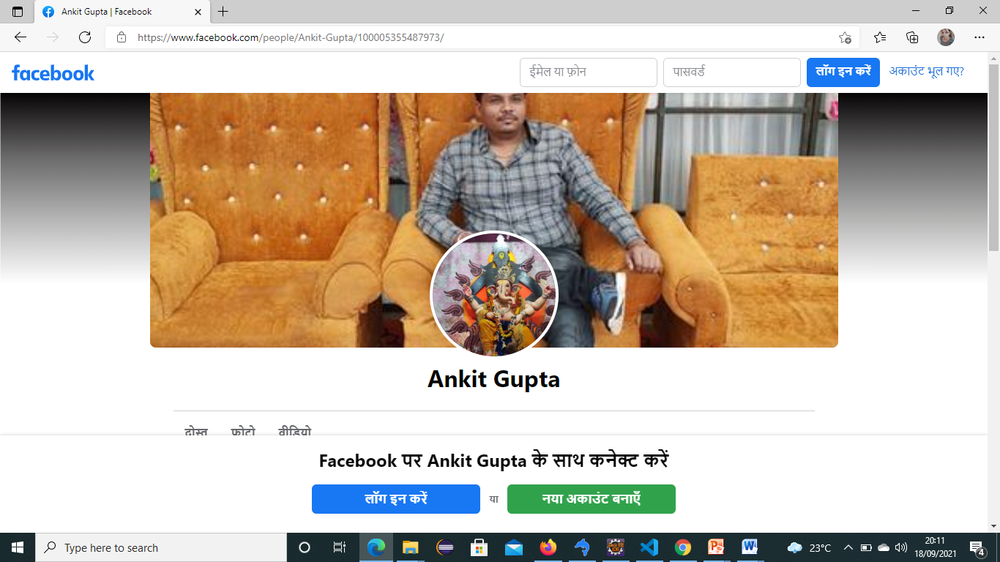 Ankit Gupta | Facebook
https://www.facebook.com/people/Ankit-Gupta/100005355487973/
facebook
ईमेल या फ़ोन
पासवर्ड
लॉग इन करें
अकाउंट भूल गए?
Ankit Gupta
दोस्त फ़ोटो वीडियो
Facebook पर Ankit Gupta के साथ कनेक्ट करें
लॉग इन करें या नया अकाउंट बनाएँ
Type here to search
23°C
20:11
18/09/2021
4